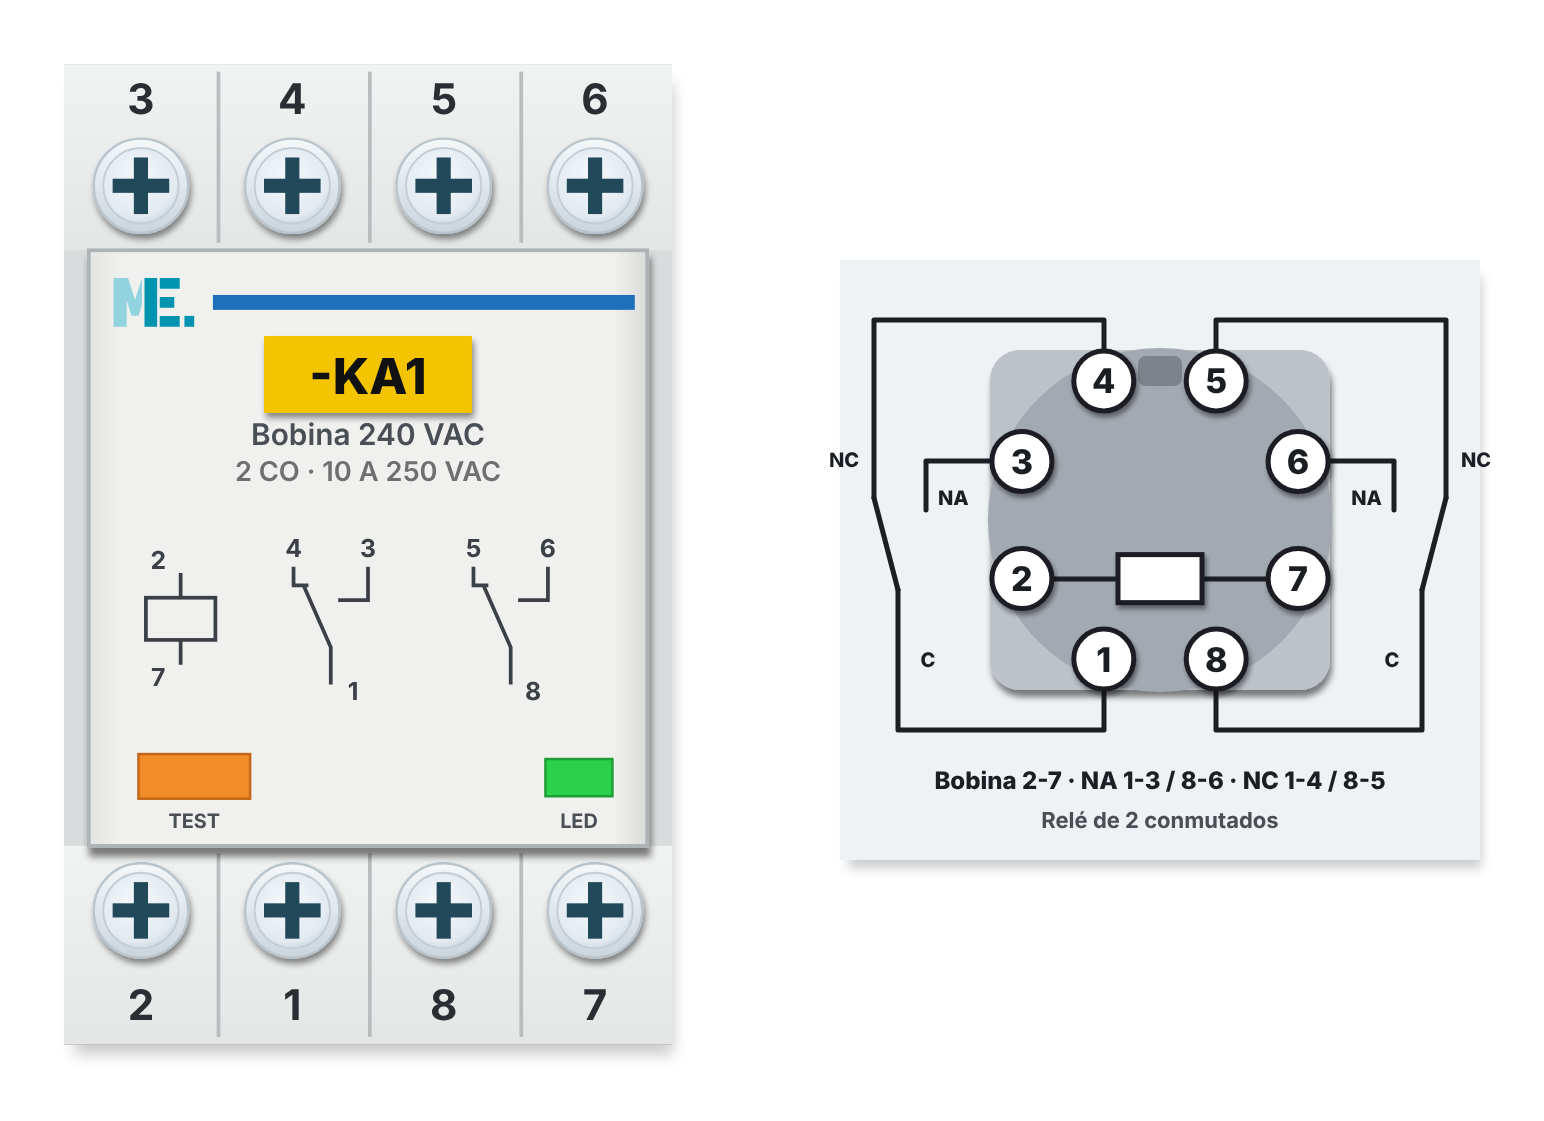 3 4 5 6
ME.
-KA1
Bobina 240 VAC
2 CO · 10 A 250 VAC
2
7
4 3
1
5 6
8
TEST
LED
2 1 8 7
4 5
3 6
NC NA NA NC
2 7
1 8
C C
Bobina 2-7 · NA 1-3 / 8-6 · NC 1-4 / 8-5
Relé de 2 conmutados